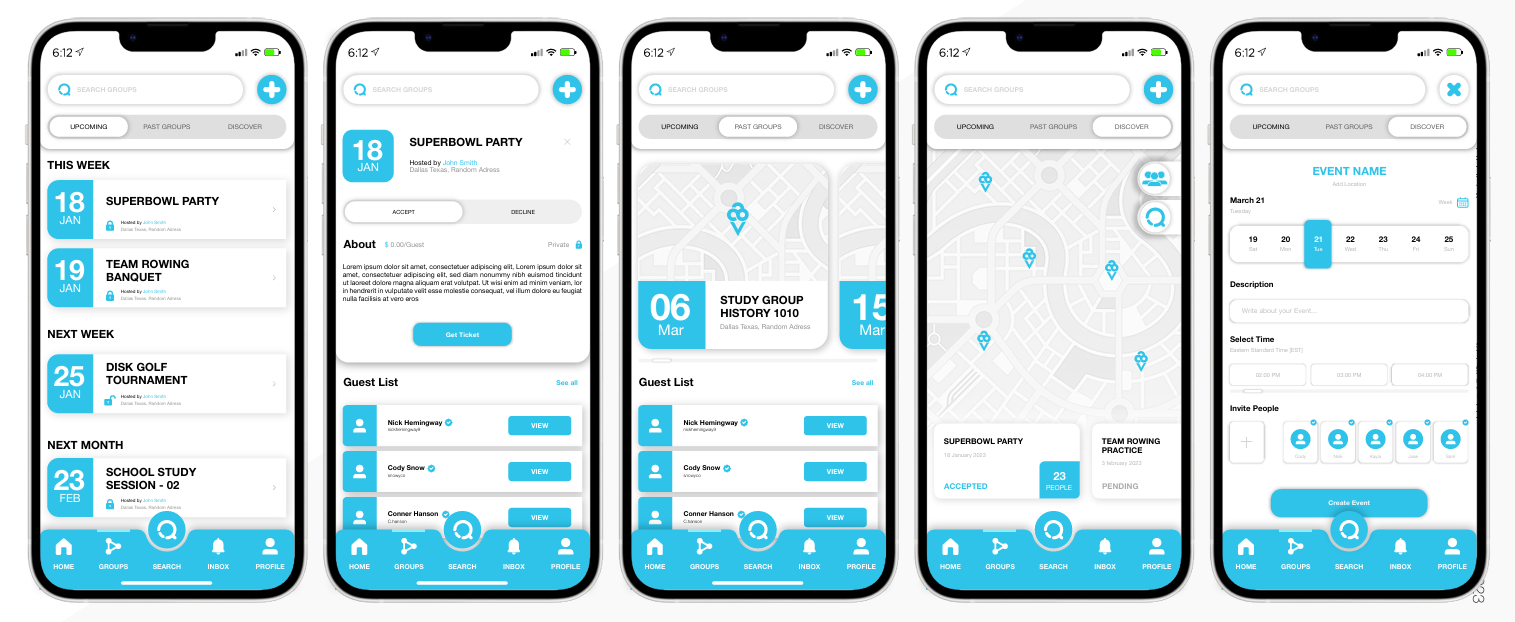 6:12
SEARCH GROUPS
UPCOMING PAST GROUPS DISCOVER
THIS WEEK
18 JAN
SUPERBOWL PARTY
Hosted by John Smith
Dallas Texas, Random Adress
19 JAN
TEAM ROWING
BANQUET
Hosted by John Smith
Dallas Texas, Random Adress
NEXT WEEK
25 JAN
DISK GOLF
TOURNAMENT
Hosted by John Smith
Dallas Texas, Random Adress
NEXT MONTH
23 FEB
SCHOOL STUDY
SESSION - 02
Hosted by John Smith
Dallas Texas, Random Adress
HOME GROUPS SEARCH INBOX PROFILE
6:12
SEARCH GROUPS
18
JAN
SUPERBOWL PARTY
Hosted by John Smith
Dallas Texas, Random Adress
ACCEPT DECLINE
About $ 0.00/Guest Private
Lorem ipsum dolor sit amet, consectetuer adipiscing elit, Lorem ipsum dolor sit
amet, consectetuer adipiscing elit, sed diam nonummy nibh euismod tincidunt
ut laoreet dolore magna aliquam erat volutpat. Ut wisi enim ad minim veniam, lor
in hendrerit in vulputate velit esse molestie consequat, vel illum dolore eu feugiat
nulla facilisis at vero eros
Get Ticket
Guest List See all
Nick Hemingway VIEW
nickhemingway9
Cody Snow VIEW
snowyco
Conner Hanson VIEW
C.hanson
HOME GROUPS SEARCH INBOX PROFILE
6:12
SEARCH GROUPS
UPCOMING PAST GROUPS DISCOVER
06
Mar
STUDY GROUP
HISTORY 1010
Dallas Texas, Random Adress
15
Mar
Guest List See all
Nick Hemingway VIEW
nickhemingway9
Cody Snow VIEW
snowyco
Conner Hanson VIEW
C.hanson
HOME GROUPS SEARCH INBOX PROFILE
6:12
SEARCH GROUPS
UPCOMING PAST GROUPS DISCOVER
SUPERBOWL PARTY
18 January 2023
ACCEPTED
23
PEOPLE
TEAM ROWING
PRACTICE
3 february 2023
PENDING
HOME GROUPS SEARCH INBOX PROFILE
6:12
SEARCH GROUPS
UPCOMING PAST GROUPS DISCOVER
EVENT NAME
Add Location
March 21 Week
Tuesday
19 20 21 22 23 24 25
Sat Mon Tue Wed Thu Fri Sun
Description
Write about your Event...
Select Time
Eastern Standard Time [EST]
02:00 PM 03:00 PM 04:00 PM
Invite People
Cody
Create Event
HOME GROUPS SEARCH INBOX PROFILE
23